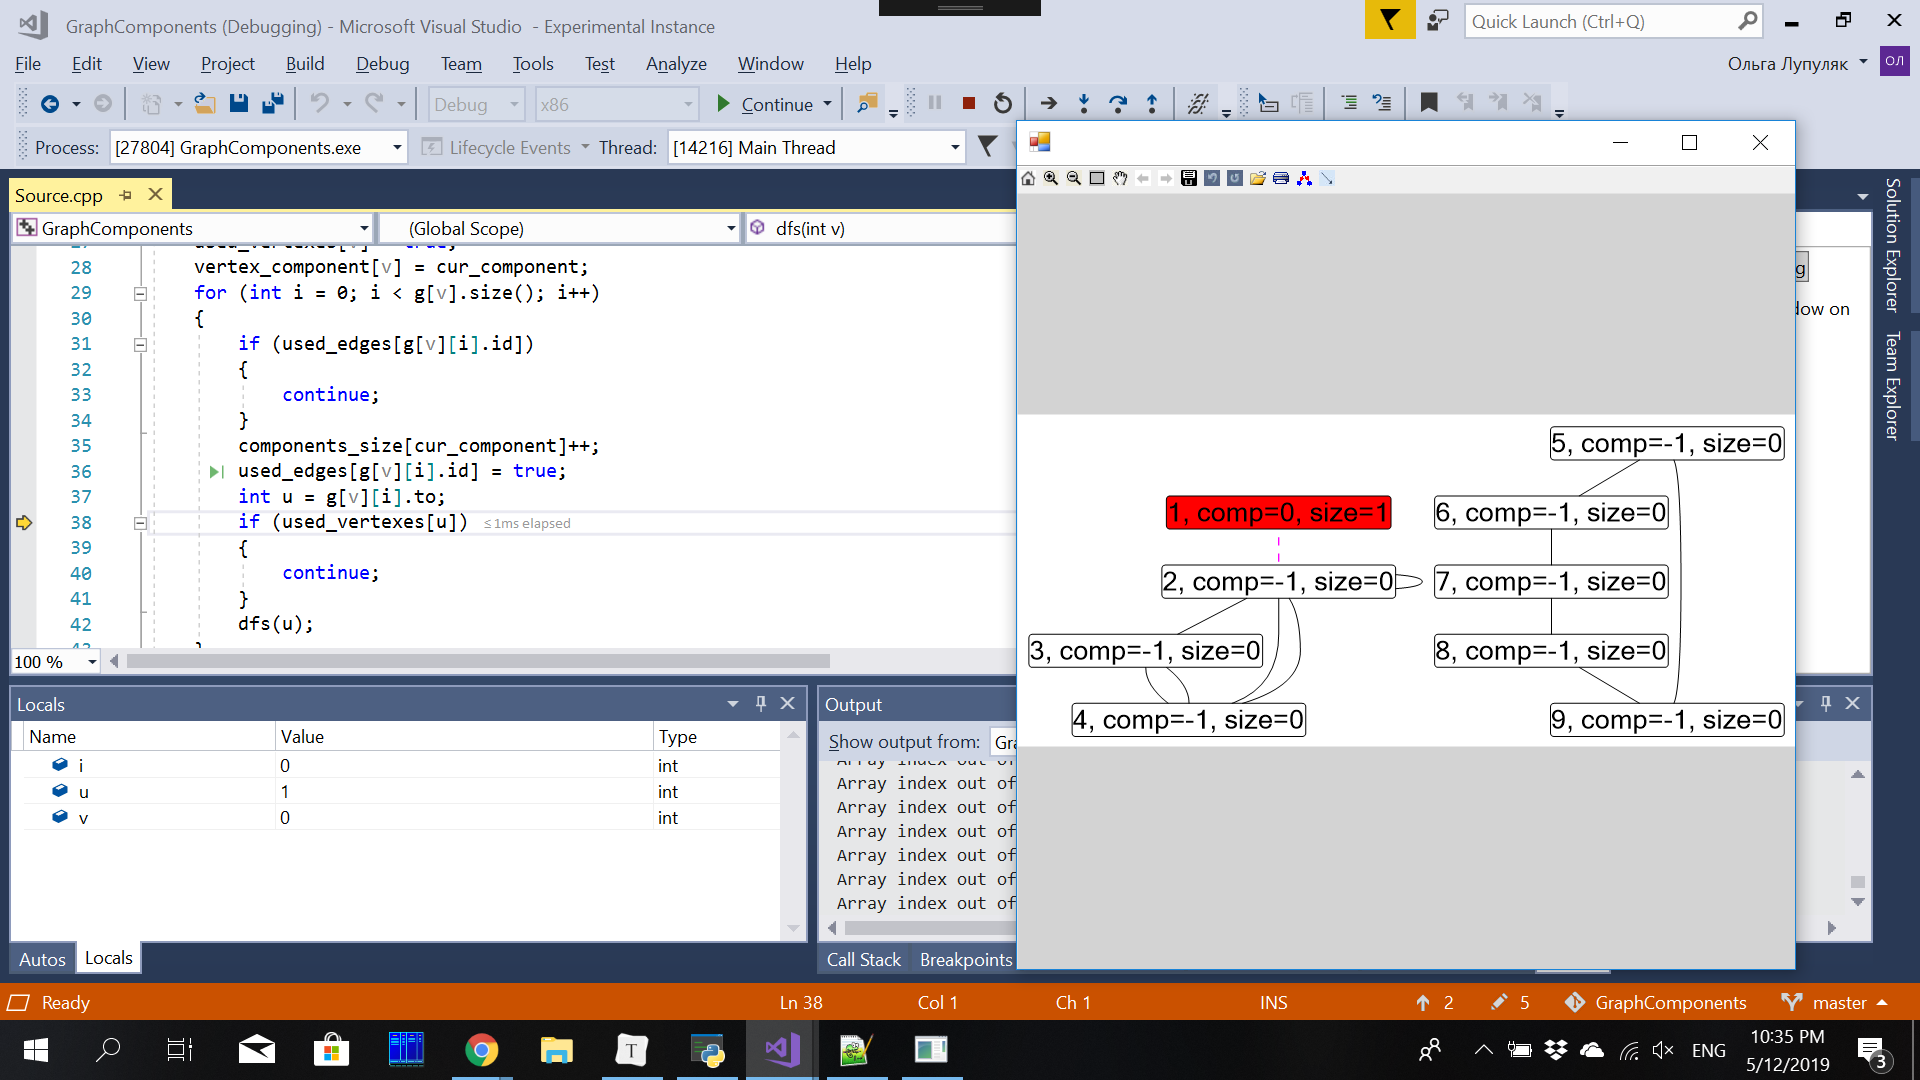 GraphComponents (Debugging) - Microsoft Visual Studio - Experimental Instance
Quick Launch (Ctrl+Q)
File Edit View Project Build Debug Team Tools Test Analyze Window Help
Ольга Лупуляк ОЛ
Debug x86 Continue
Process: [27804] GraphComponents.exe Lifecycle Events Thread: [14216] Main Thread
Source.cpp
GraphComponents (Global Scope) dfs(int v)
28 vertex_component[v] = cur_component;
29 for (int i = 0; i < g[v].size(); i++)
30 {
31 if (used_edges[g[v][i].id])
32 {
33 continue;
34 }
35 components_size[cur_component]++;
36 used_edges[g[v][i].id] = true;
37 int u = g[v][i].to;
38 if (used_vertexes[u]) ≤1ms elapsed
39 {
40 continue;
41 }
42 dfs(u);
100 %
Locals
Name Value Type
i 0 int
u 1 int
v 0 int
Autos Locals
Output
Show output from: Gra
Array index out of
Array index out of
Array index out of
Array index out of
Array index out of
Array index out of
Call Stack Breakpoints
5, comp=-1, size=0
1, comp=0, size=1
6, comp=-1, size=0
2, comp=-1, size=0
7, comp=-1, size=0
3, comp=-1, size=0
8, comp=-1, size=0
4, comp=-1, size=0
9, comp=-1, size=0
g
dow on
Solution Explorer
Team Explorer
Ready Ln 38 Col 1 Ch 1 INS 2 5 GraphComponents master
T
ENG
10:35 PM
5/12/2019
3